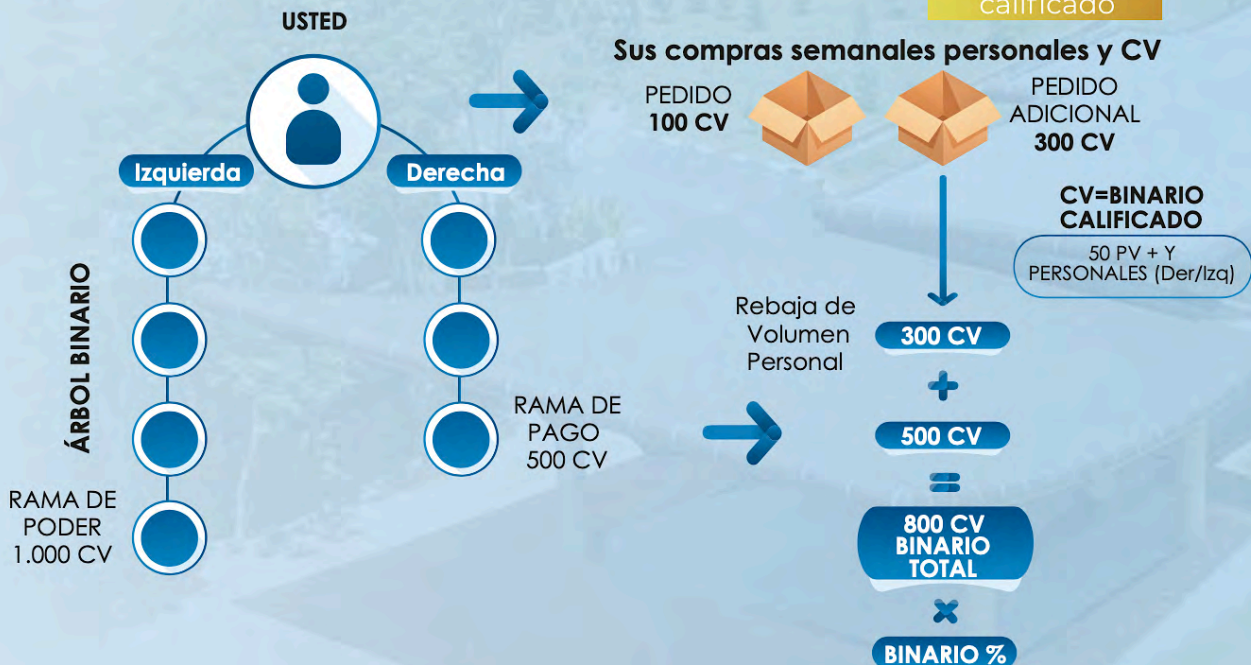 calificado
USTED
Izquierda
Derecha
ÁRBOL BINARIO
RAMA DE
PODER
1.000 CV
RAMA DE
PAGO
500 CV
Sus compras semanales personales y CV
PEDIDO
100 CV
PEDIDO
ADICIONAL
300 CV
CV=BINARIO
CALIFICADO
50 PV + Y
PERSONALES (Der/Izq)
Rebaja de
Volumen
Personal
300 CV
+
500 CV
=
800 CV
BINARIO
TOTAL
×
BINARIO %